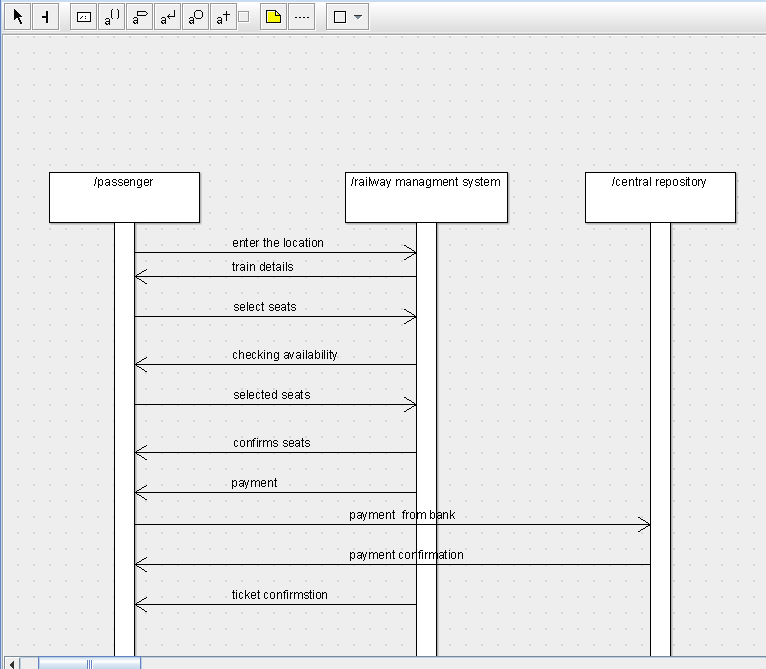 a() a a a a†
/passenger
/railway managment system
/central repository
enter the location
train details
select seats
checking availability
selected seats
confirms seats
payment
payment  from bank
payment confirmation
ticket confirmstion